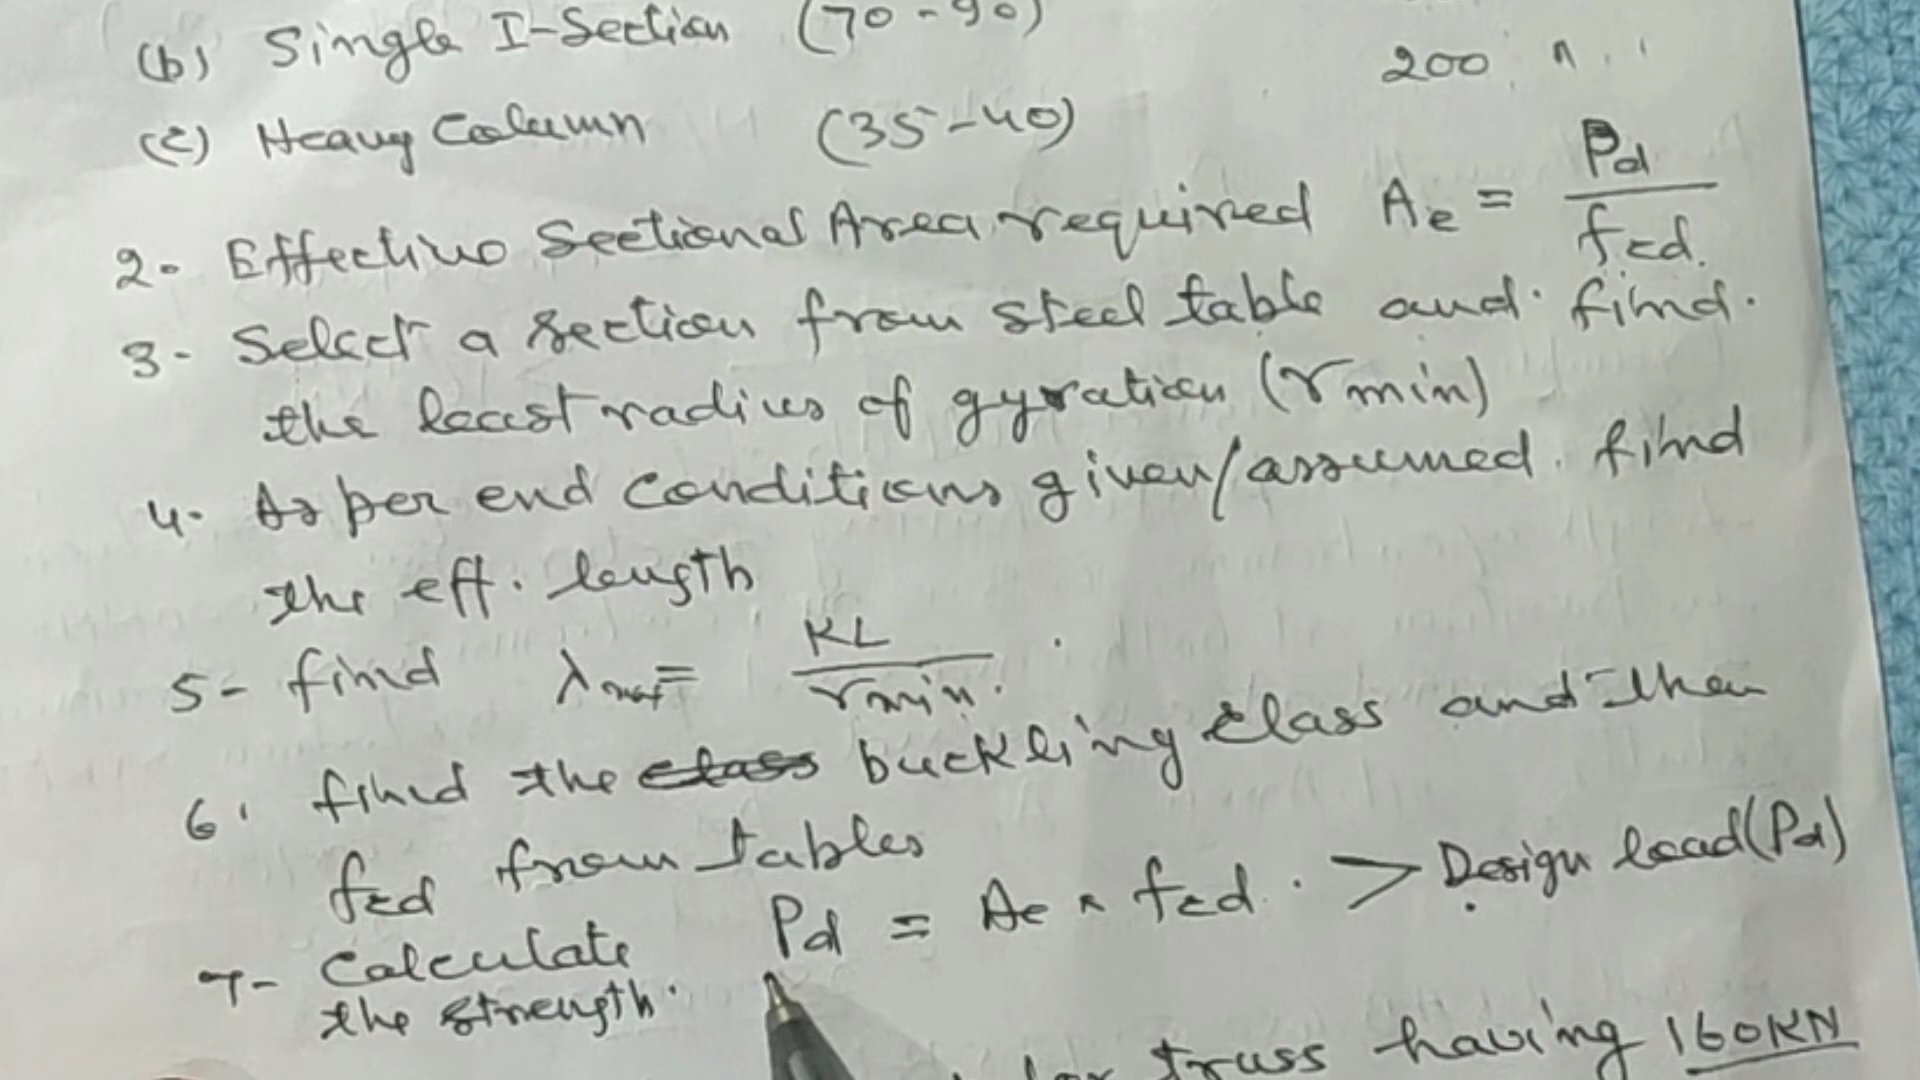 (b) Single I-Section (70-90)
200
(c) Heavy Column (35-40)
2- Effective Sectional Area required Ae = Pd / fcd.
3- Select a section from steel table and find.
the least radius of gyration (rmin)
4- As per end conditions given/assumed. find
the eff. length
5- find λmax= KL / rmin.
6. find the class buckling class and then
fcd from tables
7- Calculate Pd = Ae × fcd. > Design load (Pd)
the strength.
truss having 160KN